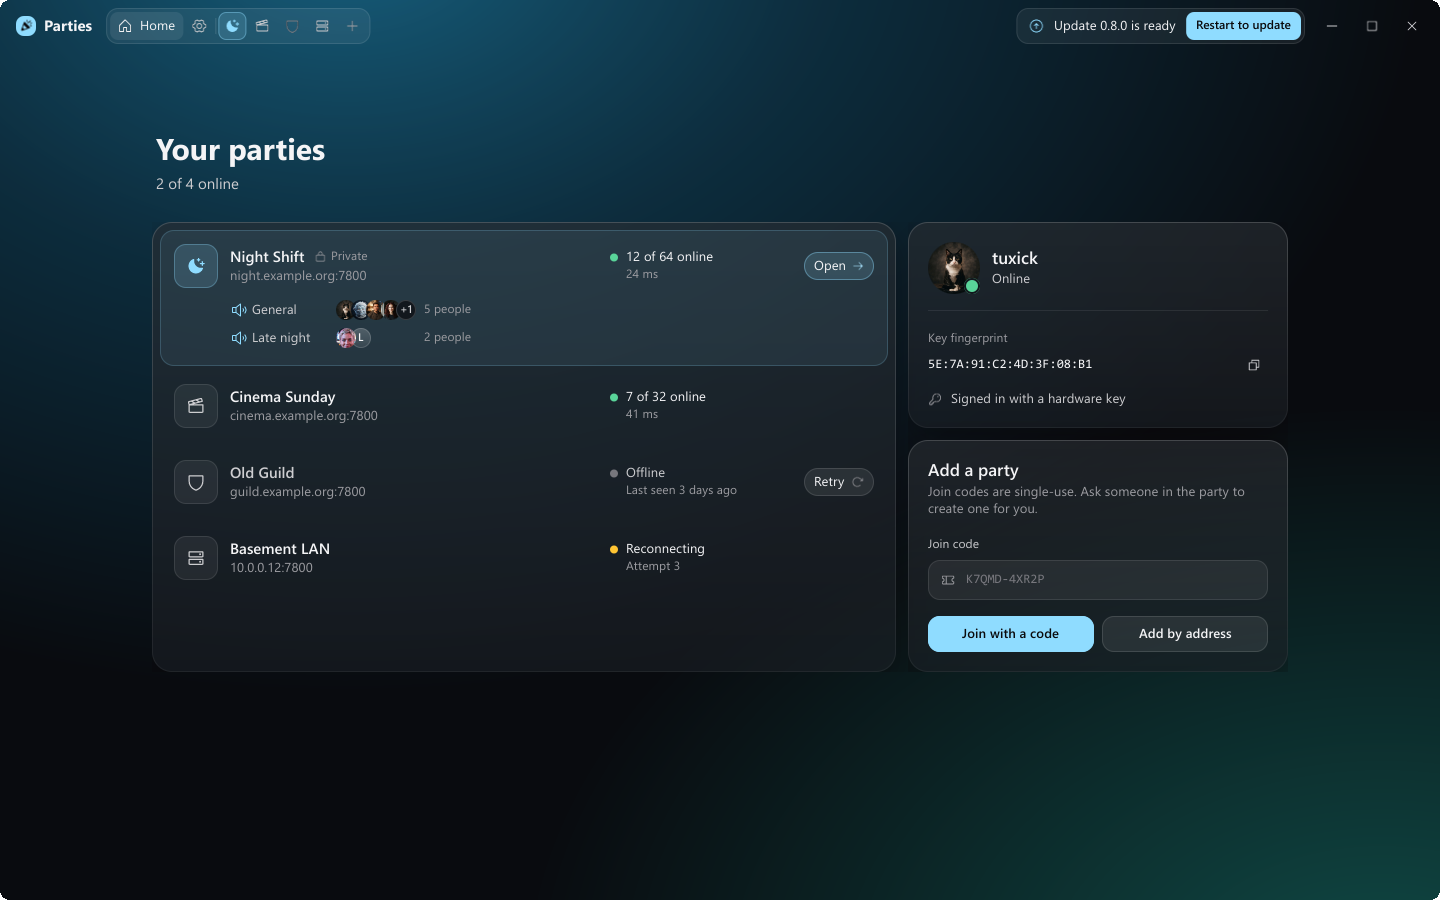 Parties
Home
Update 0.8.0 is ready
Restart to update
Your parties
2 of 4 online
Night Shift
Private
night.example.org:7800
12 of 64 online
24 ms
Open
General
+1
5 people
Late night
L
2 people
Cinema Sunday
cinema.example.org:7800
7 of 32 online
41 ms
Old Guild
guild.example.org:7800
Offline
Last seen 3 days ago
Retry
Basement LAN
10.0.0.12:7800
Reconnecting
Attempt 3
tuxick
Online
Key fingerprint
5E:7A:91:C2:4D:3F:08:B1
Signed in with a hardware key
Add a party
Join codes are single-use. Ask someone in the party to
create one for you.
Join code
K7QMD-4XR2P
Join with a code
Add by address